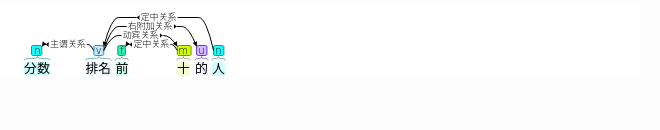 定中关系
右附加关系
动宾关系
主谓关系 定中关系
n v f m u n
分数 排名 前 十 的 人